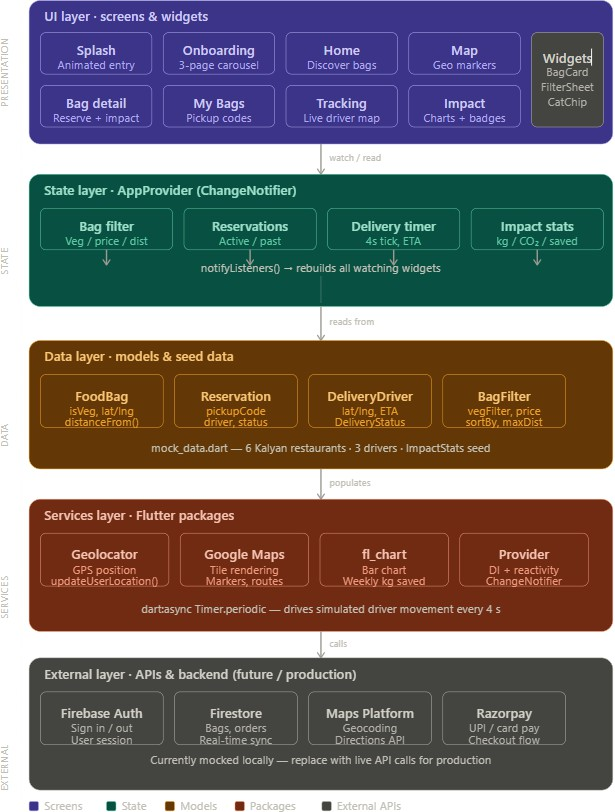 PRESENTATION
UI layer · screens & widgets
Splash
Animated entry
Onboarding
3-page carousel
Home
Discover bags
Map
Geo markers
Widgets
BagCard
FilterSheet
CatChip
Bag detail
Reserve + impact
My Bags
Pickup codes
Tracking
Live driver map
Impact
Charts + badges
watch / read
STATE
State layer · AppProvider (ChangeNotifier)
Bag filter
Veg / price / dist
Reservations
Active / past
Delivery timer
4s tick, ETA
Impact stats
kg / CO₂ / saved
notifyListeners() → rebuilds all watching widgets
reads from
DATA
Data layer · models & seed data
FoodBag
isVeg, lat/lng
distanceFrom()
Reservation
pickupCode
driver, status
DeliveryDriver
lat/lng, ETA
DeliveryStatus
BagFilter
vegFilter, price
sortBy, maxDist
mock_data.dart — 6 Kalyan restaurants · 3 drivers · ImpactStats seed
populates
SERVICES
Services layer · Flutter packages
Geolocator
GPS position
updateUserLocation()
Google Maps
Tile rendering
Markers, routes
fl_chart
Bar chart
Weekly kg saved
Provider
DI + reactivity
ChangeNotifier
dart:async Timer.periodic — drives simulated driver movement every 4 s
calls
EXTERNAL
External layer · APIs & backend (future / production)
Firebase Auth
Sign in / out
User session
Firestore
Bags, orders
Real-time sync
Maps Platform
Geocoding
Directions API
Razorpay
UPI / card pay
Checkout flow
Currently mocked locally — replace with live API calls for production
Screens
State
Models
Packages
External APIs